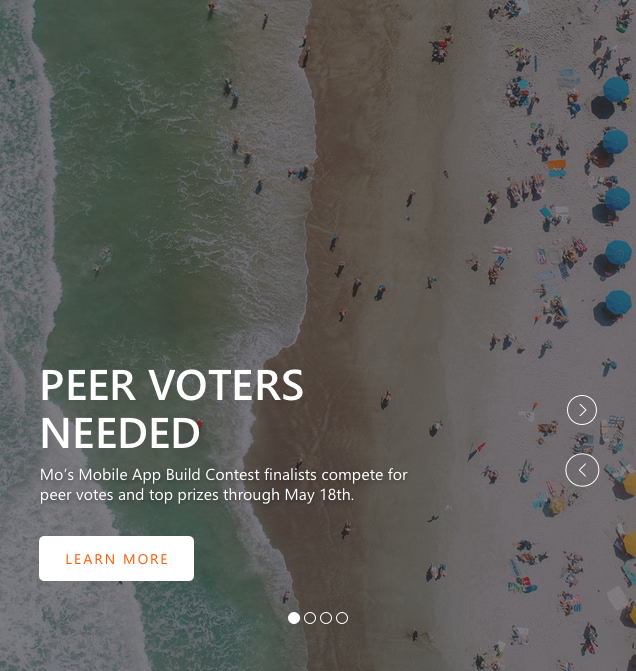 PEER VOTERS
NEEDED
Mo’s Mobile App Build Contest finalists compete for
peer votes and top prizes through May 18th.
LEARN MORE